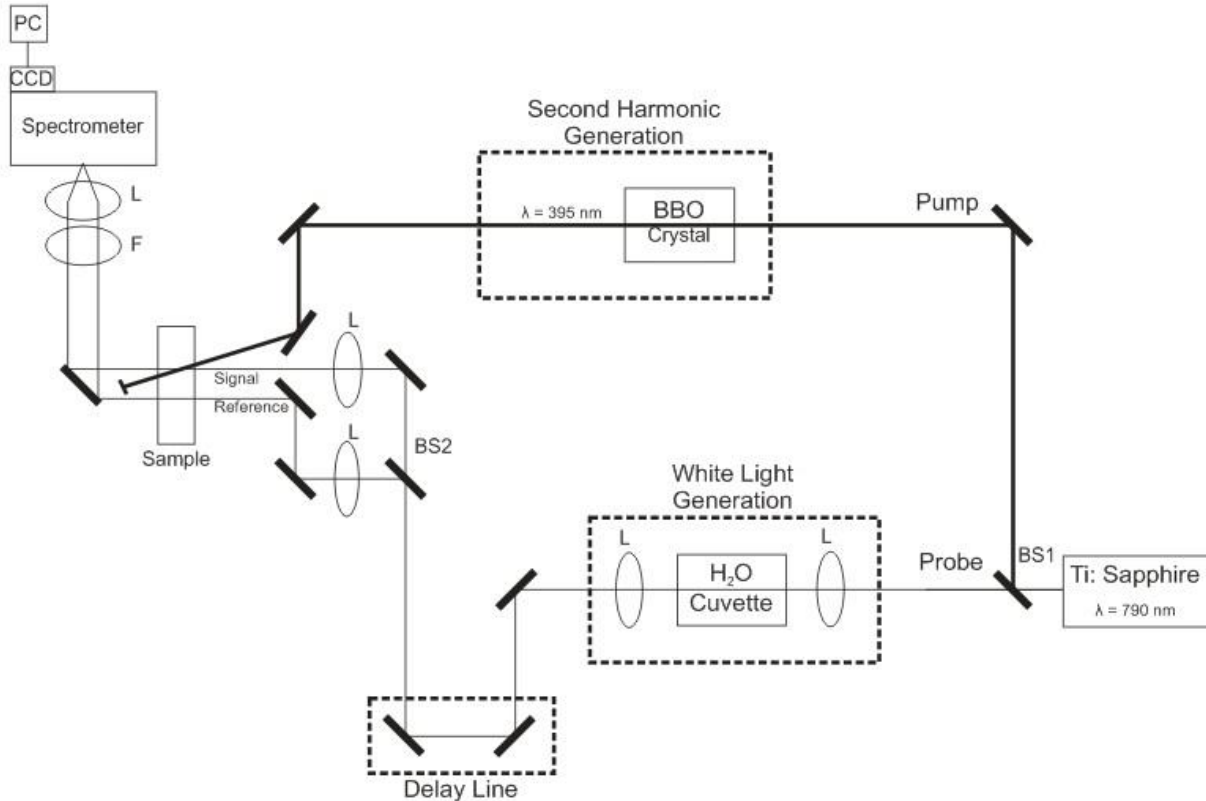 PC
CCD
Spectrometer
L
F
Second Harmonic
Generation
λ = 395 nm
BBO
Crystal
Pump
L
Signal
Reference
Sample
L
BS2
White Light
Generation
L
H₂O
Cuvette
L
Probe
BS1
Ti: Sapphire
λ = 790 nm
Delay Line